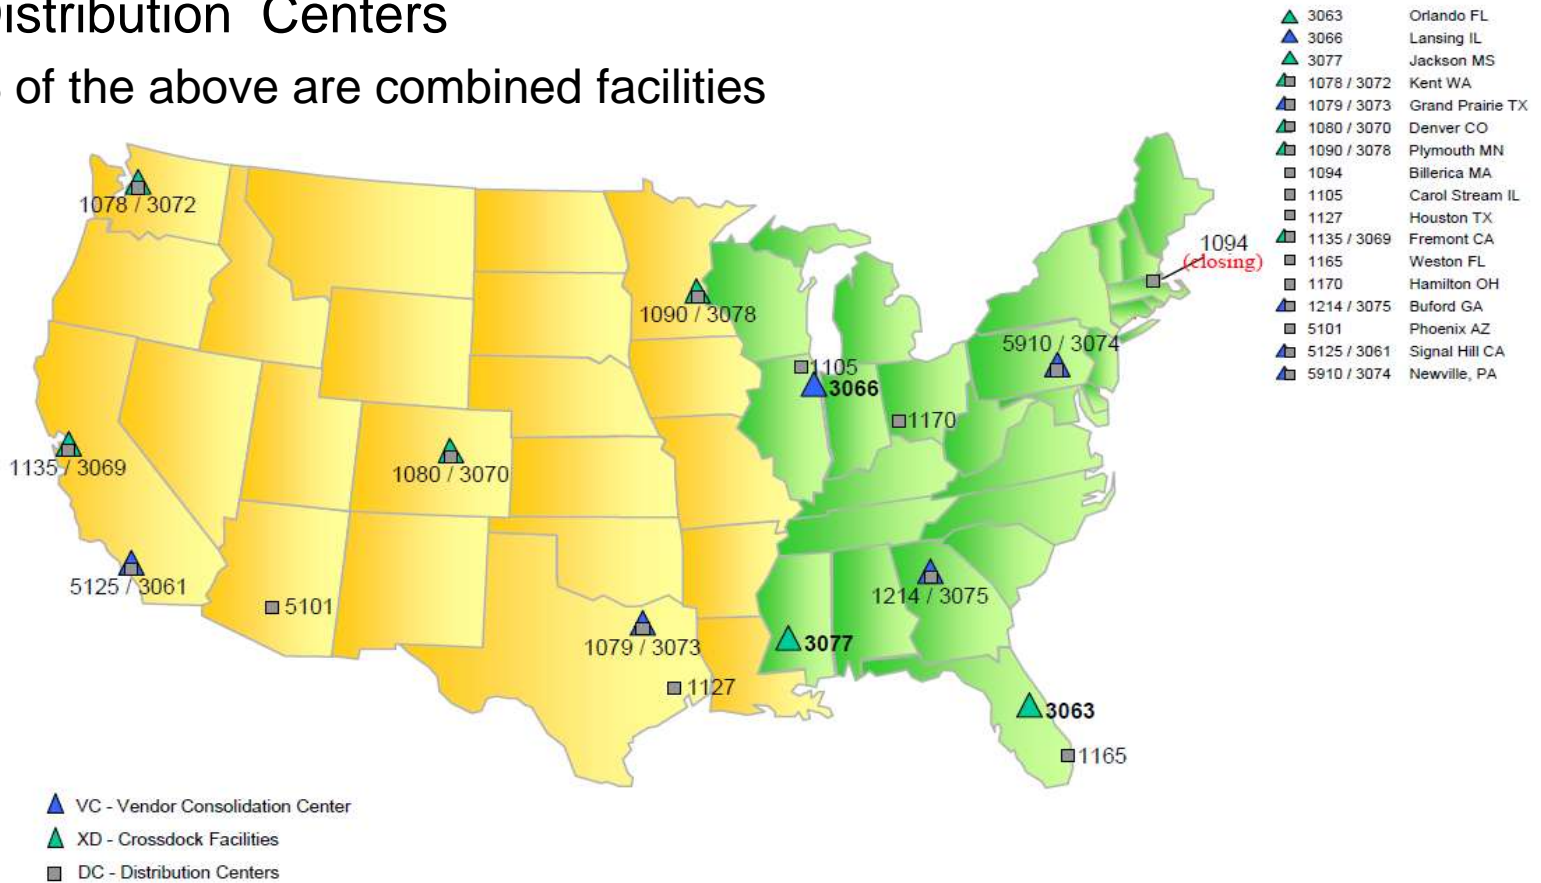 Distribution Centers
of the above are combined facilities
3063 Orlando FL
3066 Lansing IL
3077 Jackson MS
1078 / 3072 Kent WA
1079 / 3073 Grand Prairie TX
1080 / 3070 Denver CO
1090 / 3078 Plymouth MN
1094 Billerica MA
1105 Carol Stream IL
1127 Houston TX
1135 / 3069 Fremont CA
1165 Weston FL
1170 Hamilton OH
1214 / 3075 Buford GA
5101 Phoenix AZ
5125 / 3061 Signal Hill CA
5910 / 3074 Newville, PA
1078 / 3072
1094
(closing)
1090 / 3078
5910 / 3074
1105
3066
1170
1135 / 3069
1080 / 3070
5125 / 3061
5101
1214 / 3075
1079 / 3073
3077
1127
3063
1165
VC - Vendor Consolidation Center
XD - Crossdock Facilities
DC - Distribution Centers